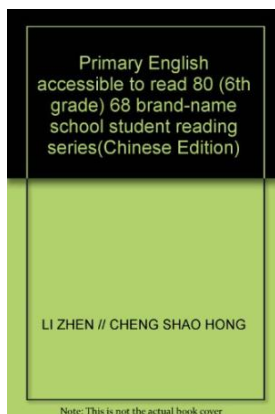 Primary English
accessible to read 80 (6th
grade) 68 brand-name
school student reading
series(Chinese Edition)
LI ZHEN // CHENG SHAO HONG
Note: This is not the actual book cover